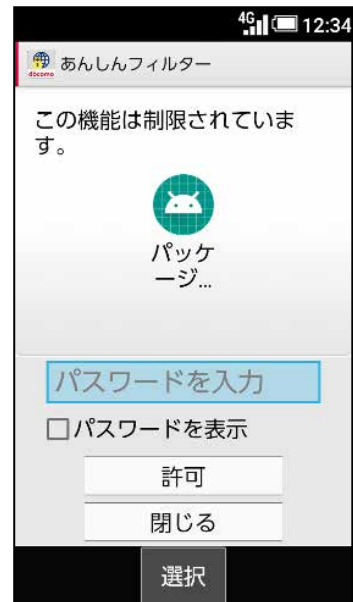 4G 12:34
docomo あんしんフィルター
この機能は制限されていま
す。
パッケ
ージ...
パスワードを入力
パスワードを表示
許可
閉じる
選択